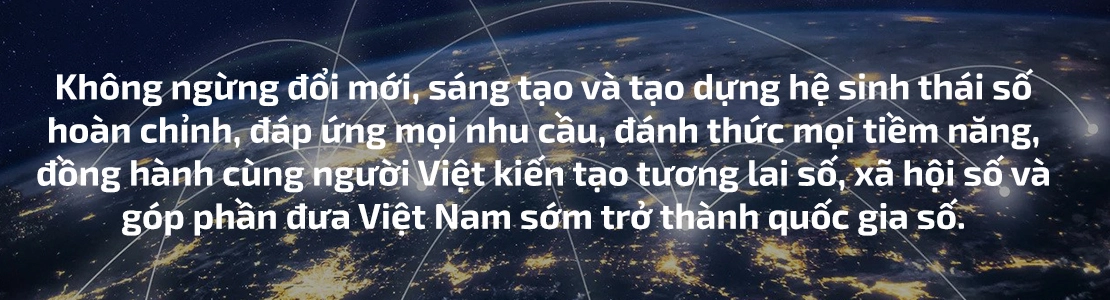 Không ngừng đổi mới, sáng tạo và tạo dựng hệ sinh thái số
hoàn chỉnh, đáp ứng mọi nhu cầu, đánh thức mọi tiềm năng,
đồng hành cùng người Việt kiến tạo tương lai số, xã hội số và
góp phần đưa Việt Nam sớm trở thành quốc gia số.